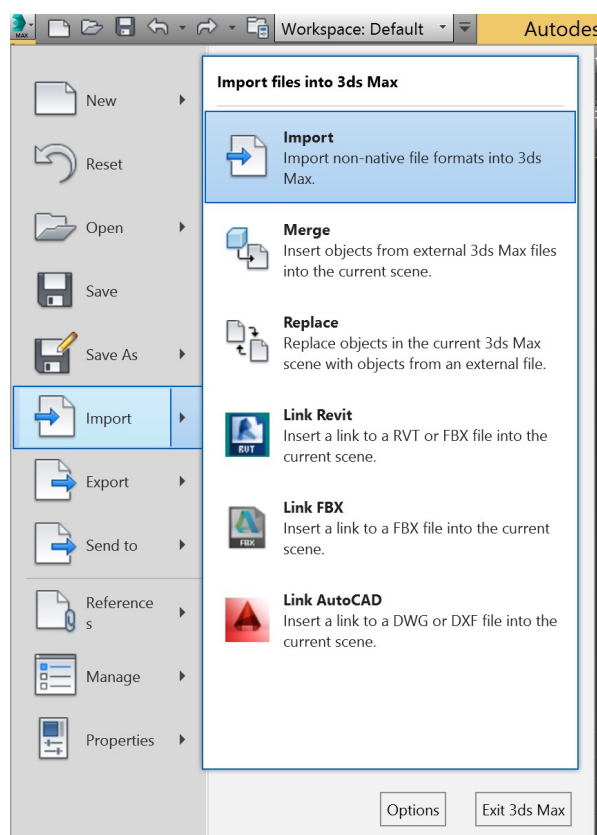 MAX
Workspace: Default
Autodes
New
Reset
Open
Save
Save As
Import
Export
Send to
Reference
s
Manage
Properties
Import files into 3ds Max
Import
Import non-native file formats into 3ds
Max.
Merge
Insert objects from external 3ds Max files
into the current scene.
Replace
Replace objects in the current 3ds Max
scene with objects from an external file.
RVT
Link Revit
Insert a link to a RVT or FBX file into the
current scene.
FBX
Link FBX
Insert a link to a FBX file into the current
scene.
Link AutoCAD
Insert a link to a DWG or DXF file into the
current scene.
Options
Exit 3ds Max